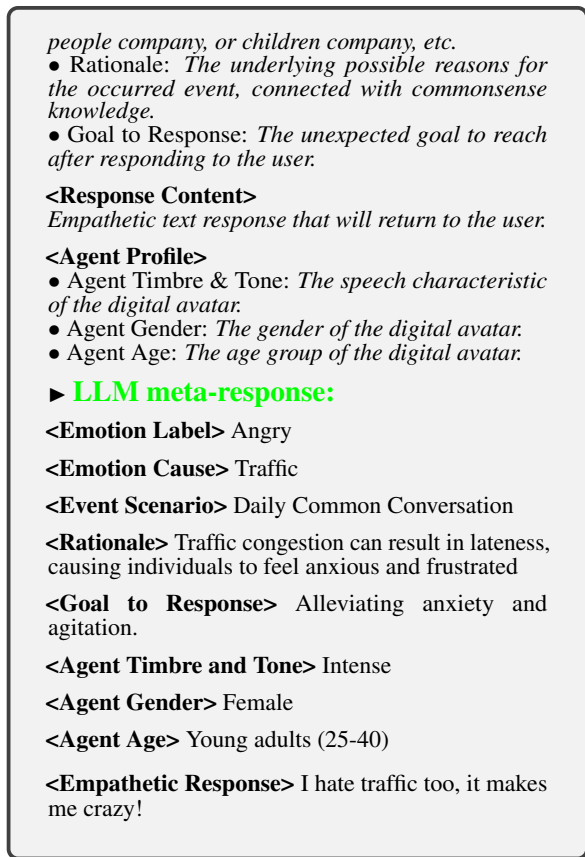 people company, or children company, etc.
• Rationale: The underlying possible reasons for
the occurred event, connected with commonsense
knowledge.
• Goal to Response: The unexpected goal to reach
after responding to the user.
<Response Content>
Empathetic text response that will return to the user.
<Agent Profile>
• Agent Timbre & Tone: The speech characteristic
of the digital avatar.
• Agent Gender: The gender of the digital avatar.
• Agent Age: The age group of the digital avatar.
▶ LLM meta-response:
<Emotion Label> Angry
<Emotion Cause> Traffic
<Event Scenario> Daily Common Conversation
<Rationale> Traffic congestion can result in lateness,
causing individuals to feel anxious and frustrated
<Goal to Response> Alleviating anxiety and
agitation.
<Agent Timbre and Tone> Intense
<Agent Gender> Female
<Agent Age> Young adults (25-40)
<Empathetic Response> I hate traffic too, it makes
me crazy!